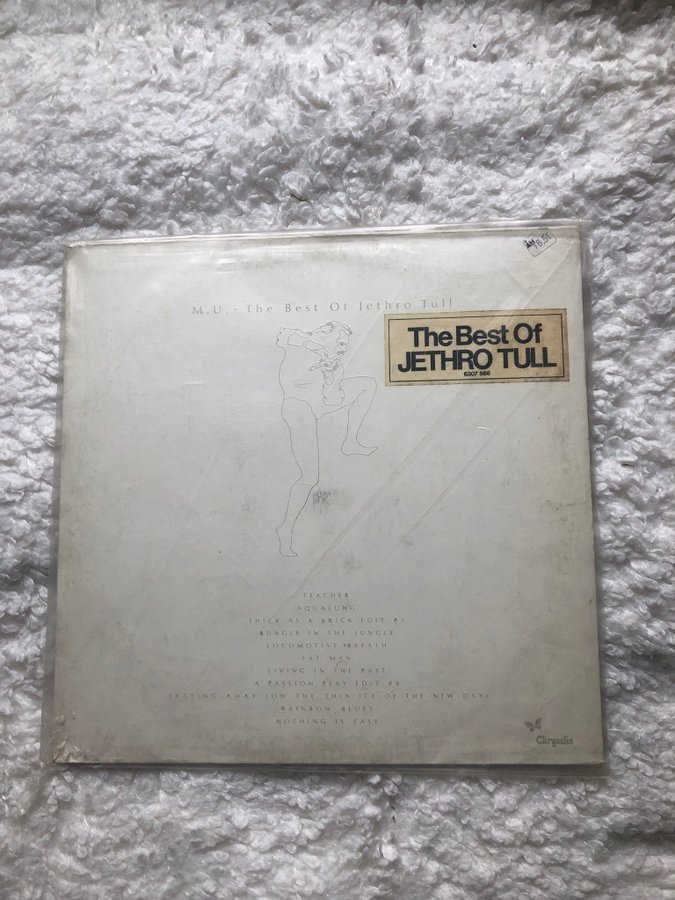 M.U. - The Best Of Jethro Tull
The Best Of
JETHRO TULL
6307 566
TEACHER
AQUALUNG
THICK AS A BRICK EDIT #1
BUNGLE IN THE JUNGLE
LOCOMOTIVE BREATH
FAT MAN
LIVING IN THE PAST
A PASSION PLAY EDIT #8
SKATING AWAY (ON THE THIN ICE OF THE NEW DAY)
RAINBOW BLUES
NOTHING IS EASY
Chrysalis